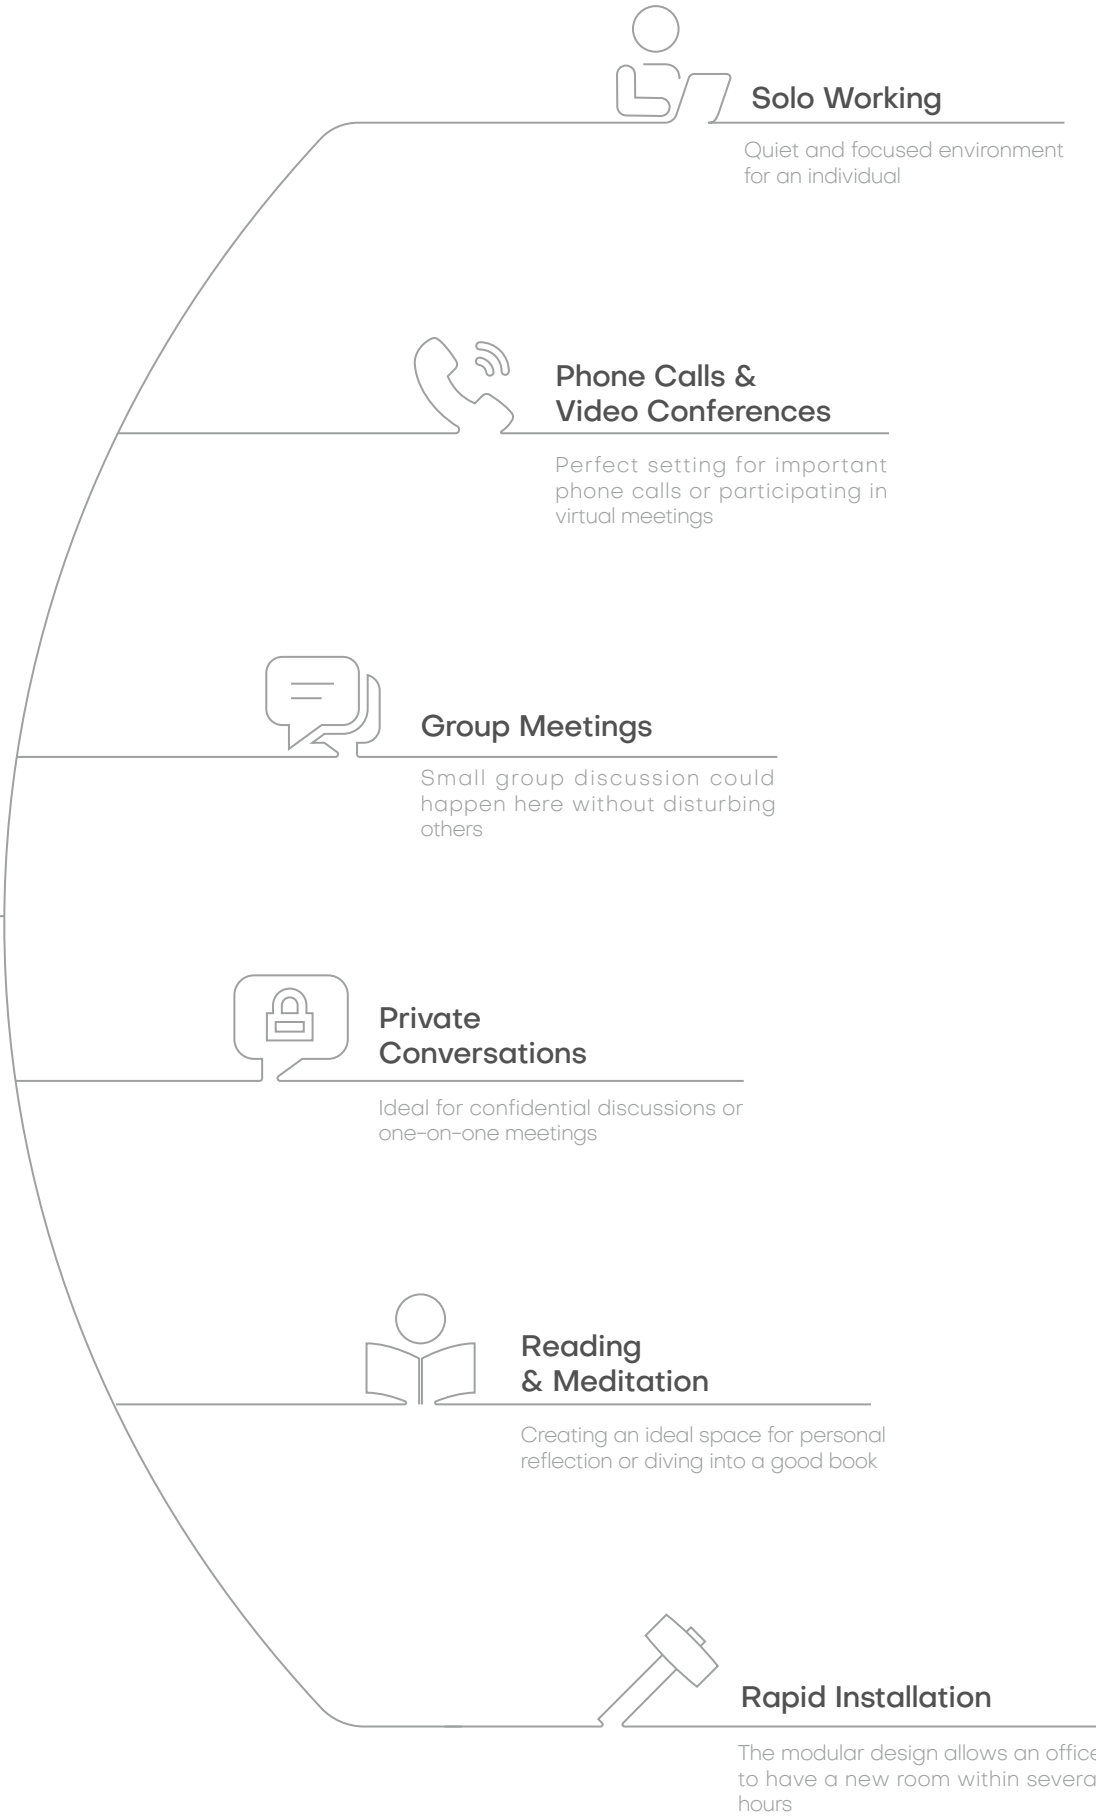 Solo Working
Quiet and focused environment
for an individual
Phone Calls &
Video Conferences
Perfect setting for important
phone calls or participating in
virtual meetings
Group Meetings
Small group discussion could
happen here without disturbing
others
Private
Conversations
Ideal for confidential discussions or
one-on-one meetings
Reading
& Meditation
Creating an ideal space for personal
reflection or diving into a good book
Rapid Installation
The modular design allows an office
to have a new room within severa
hours